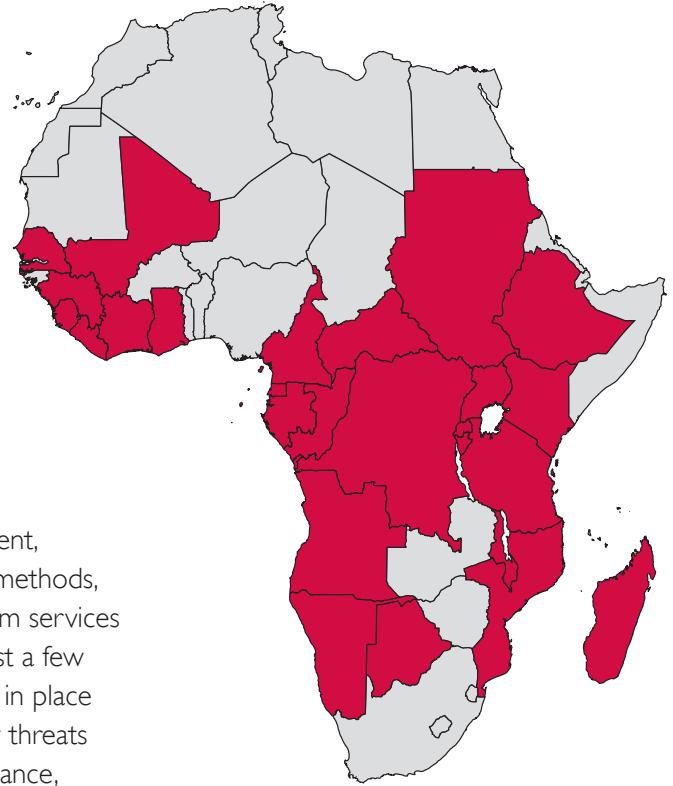 ent,
methods,
m services
st a few
in place
threats
ance,